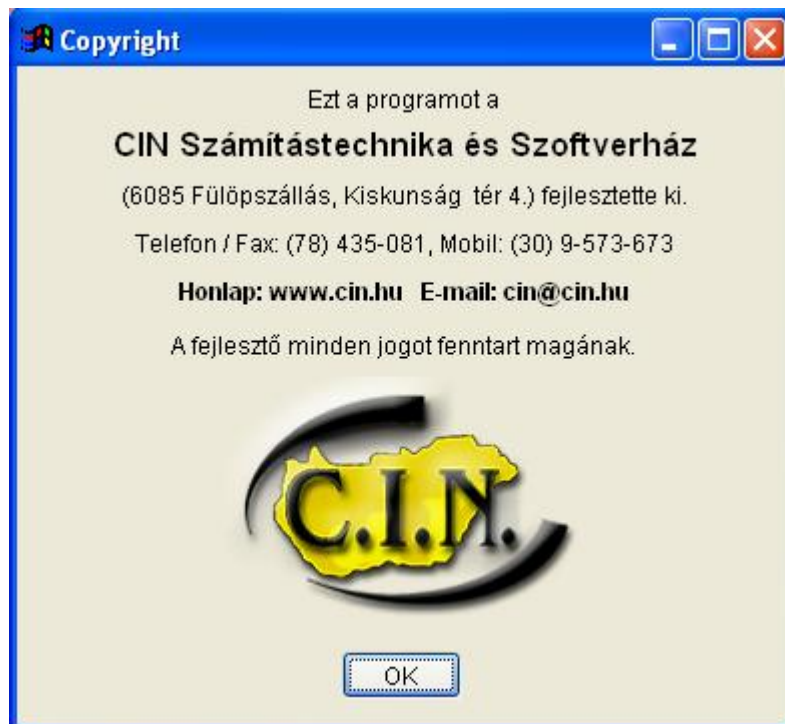 Copyright
Ezt a programot a
CIN Számítástechnika és Szoftverház
(6085 Fülöpszállás, Kiskunság tér 4.) fejlesztette ki.
Telefon / Fax: (78) 435-081, Mobil: (30) 9-573-673
Honlap: www.cin.hu E-mail: cin@cin.hu
A fejlesztő minden jogot fenntart magának.
C.I.N.
OK